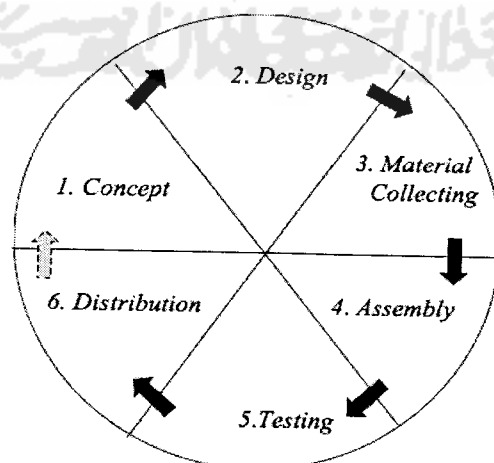 2. Design
3. Material
Collecting
1. Concept
6. Distribution
4. Assembly
5.Testing